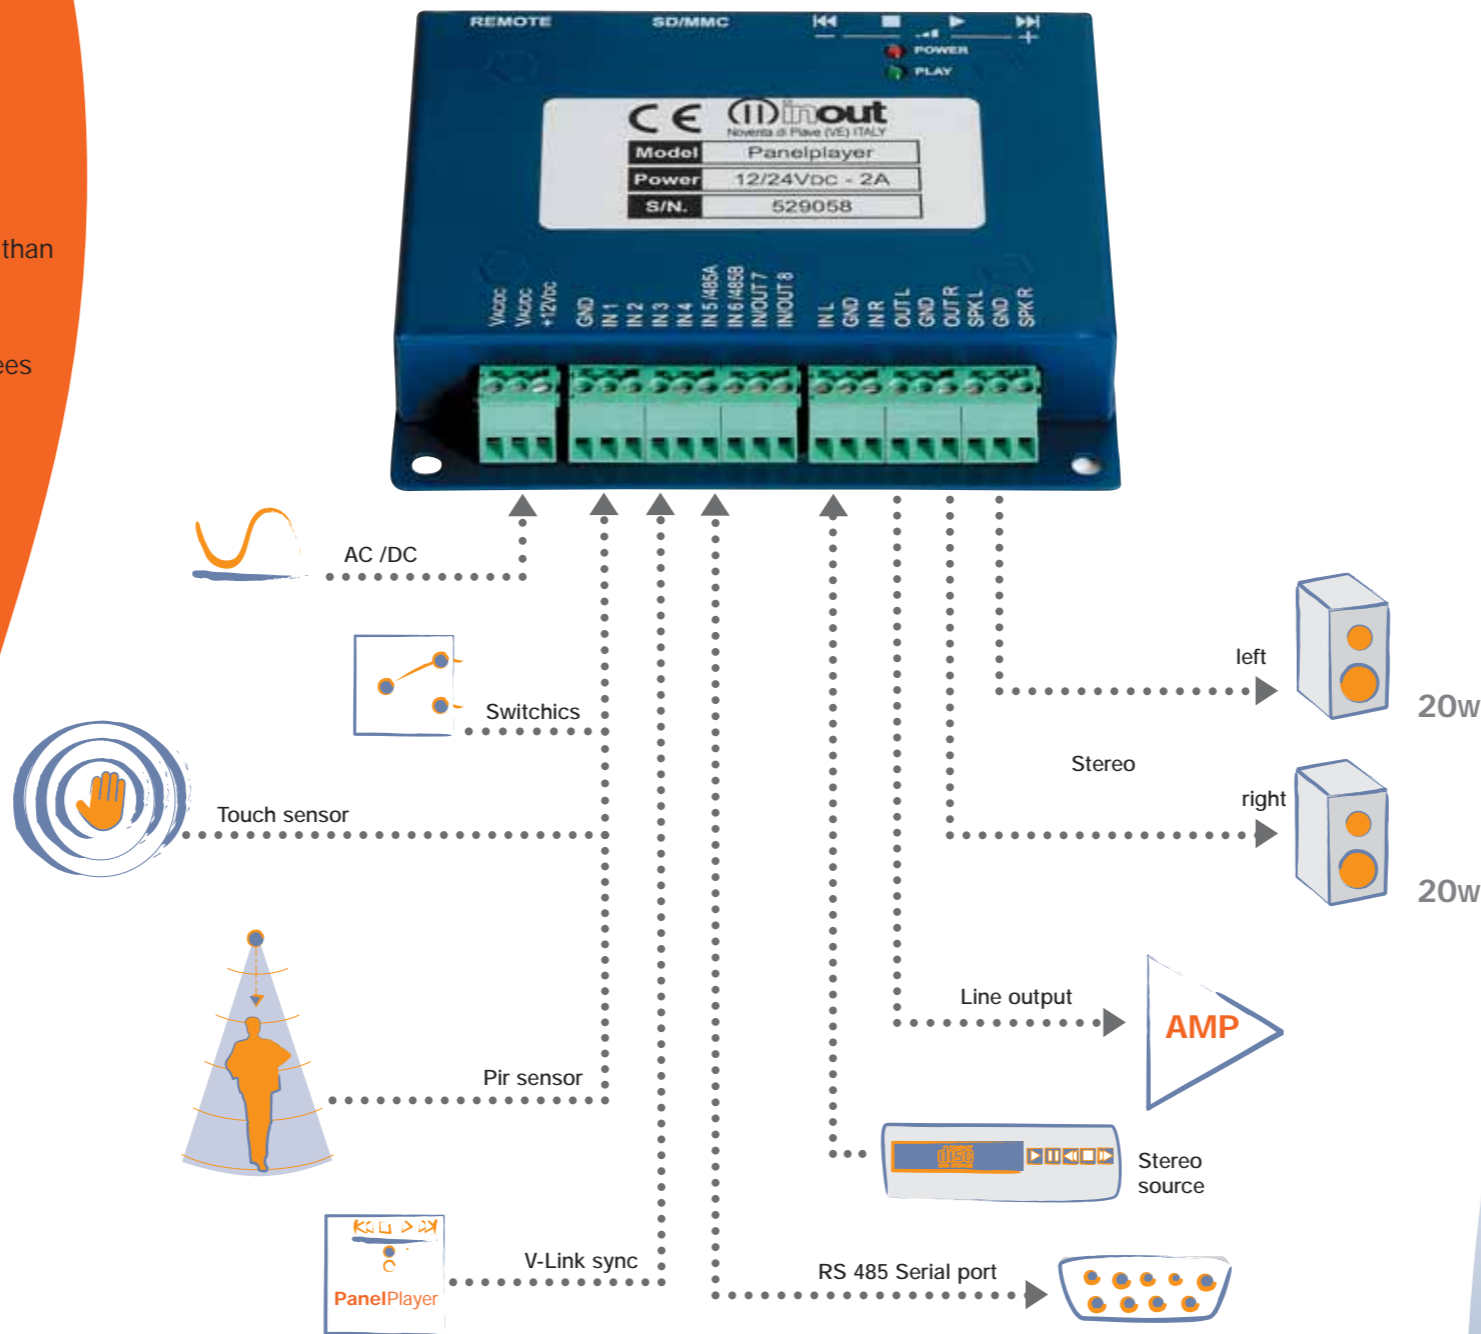 REMOTE SD/MMC
POWER
PLAY
than
ees
CE inout
Noventa di Piave (VE) ITALY
Model Panelplayer
Power 12/24VDC - 2A
S/N. 529058
VAC/DC
VAC/DC
+12VDC
GND
IN 1
IN 2
IN 3
IN 4
IN 5 /485A
IN 6 /485B
IN/OUT 7
IN/OUT 8
IN L
GND
IN R
OUT L
GND
OUT R
SPK L
GND
SPK R
AC /DC
Switchics
Touch sensor
Pir sensor
V-Link sync
PanelPlayer
left
20W
Stereo
right
20W
Line output
AMP
disc
Stereo
source
RS 485 Serial port